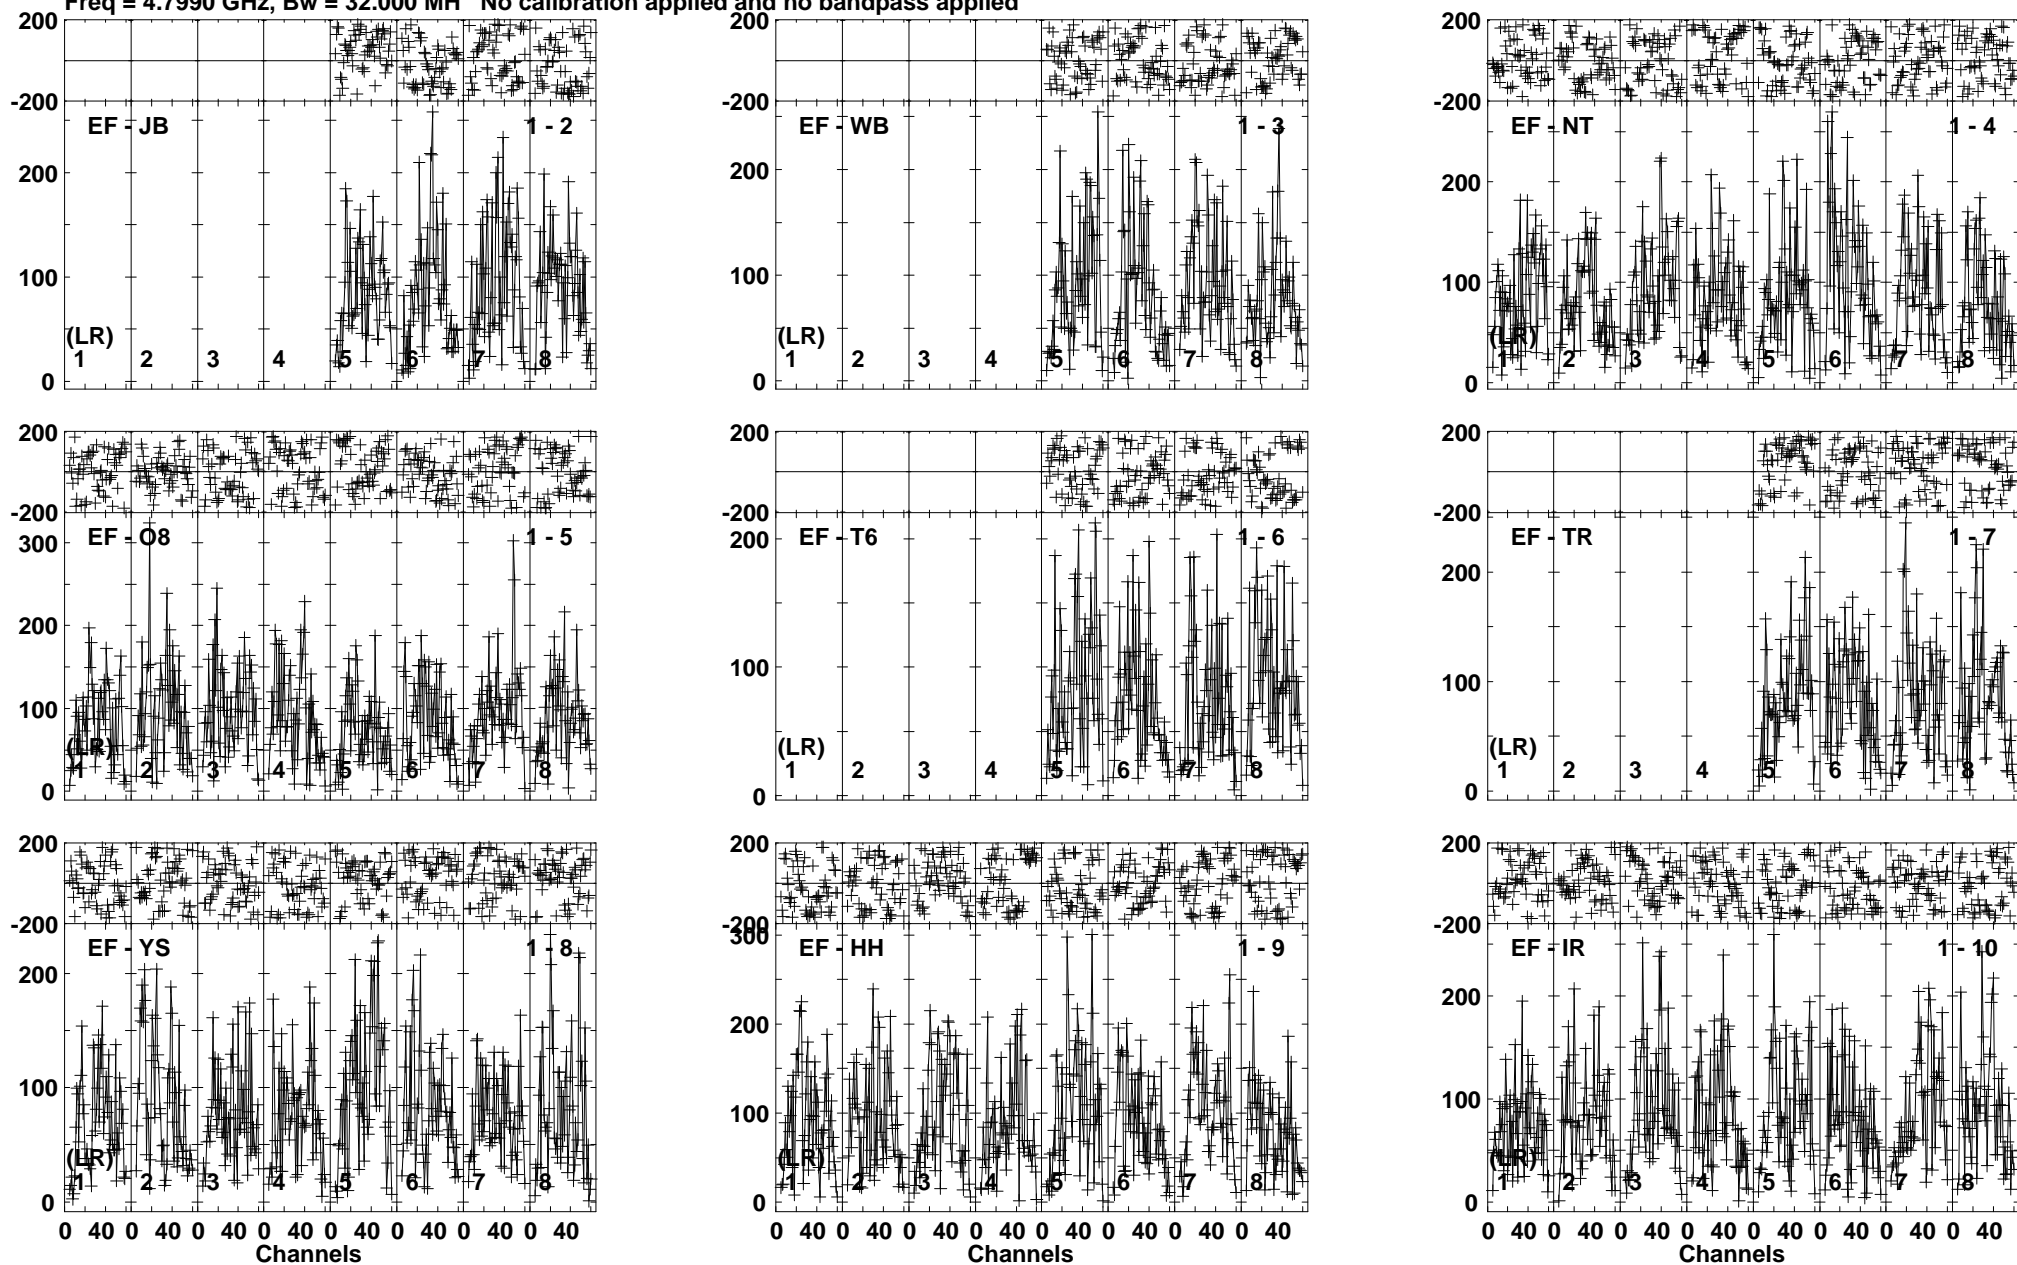 Freq = 4.7990 GHz, Bw = 32.000 MH No calibration applied and no bandpass applied
200 200 200
-200 -200 -200
EF - JB 1 - 2 EF - WB 1 - 3 EF - NT 1 - 4
200 200 200
100 100 100
(LR) (LR) (LR)
1 2 3 4 5 6 7 8 1 2 3 4 5 6 7 8 1 2 3 4 5 6 7 8
0 0 0
200 200 200
-200 -200 -200
EF - O8 1 - 5 EF - T6 1 - 6 EF - TR 1 - 7
300 200 200
200
100 100 100
(LR) (LR) (LR)
1 2 3 4 5 6 7 8 1 2 3 4 5 6 7 8 1 2 3 4 5 6 7 8
0 0 0
200 200 200
-200 -200 -200
300
EF - YS 1 - 8 EF - HH 1 - 9 EF - IR 1 - 10
200 200 200
100 100 100
(LR) (LR) (LR)
1 2 3 4 5 6 7 8 1 2 3 4 5 6 7 8 1 2 3 4 5 6 7 8
0 0 0
0 40 0 40 0 40 0 40 0 40 0 40 0 40 0 40 0 40 0 40 0 40 0 40 0 40 0 40 0 40 0 40 0 40 0 40 0 40 0 40 0 40 0 40 0 40 0 40
Channels Channels Channels